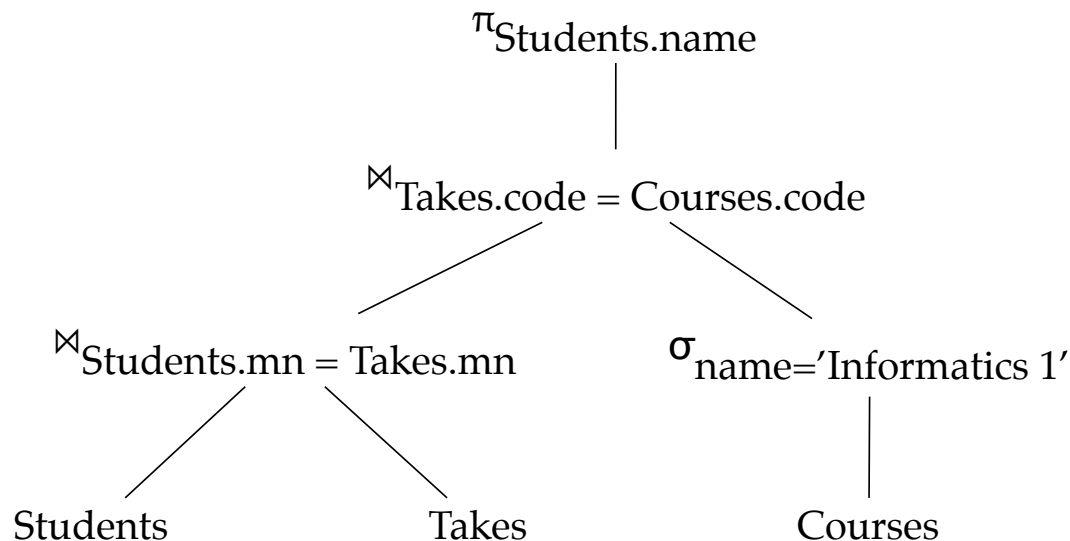 πStudents.name
⋈Takes.code = Courses.code
⋈Students.mn = Takes.mn
σname=’Informatics 1’
Students
Takes
Courses